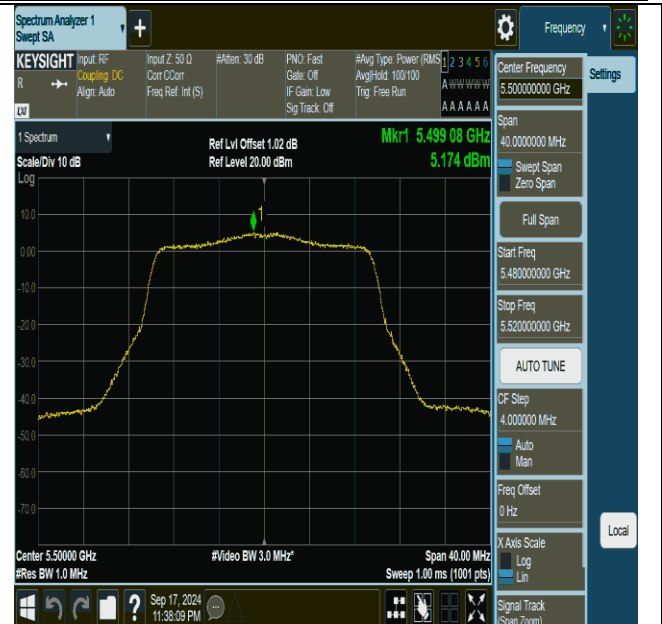 Spectrum Analyzer 1
Swept SA
Frequency
KEYSIGHT
R
LXI
Input: RF
Coupling: DC
Align: Auto
Input Z: 50 Ω
Corr CCorr
Freq Ref: Int (S)
#Atten: 30 dB
PNO: Fast
Gate: Off
IF Gain: Low
Sig Track: Off
#Avg Type: Power (RMS
Avg|Hold: 100/100
Trig: Free Run
1 2 3 4 5 6
A W W W W W
A A A A A A
1 Spectrum
Scale/Div 10 dB
Log
Ref Lvl Offset 1.02 dB
Ref Level 20.00 dBm
Mkr1 5.499 08 GHz
5.174 dBm
1
10.0
0.00
-10.0
-20.0
-30.0
-40.0
-50.0
-60.0
-70.0
Center 5.50000 GHz
#Res BW 1.0 MHz
#Video BW 3.0 MHz*
Span 40.00 MHz
Sweep 1.00 ms (1001 pts)
Sep 17, 2024
11:38:09 PM
?
Center Frequency
5.500000000 GHz
Span
40.0000000 MHz
Swept Span
Zero Span
Full Span
Start Freq
5.480000000 GHz
Stop Freq
5.520000000 GHz
AUTO TUNE
CF Step
4.000000 MHz
Auto
Man
Freq Offset
0 Hz
X Axis Scale
Log
Lin
Signal Track
(Span Zoom)
Settings
Local